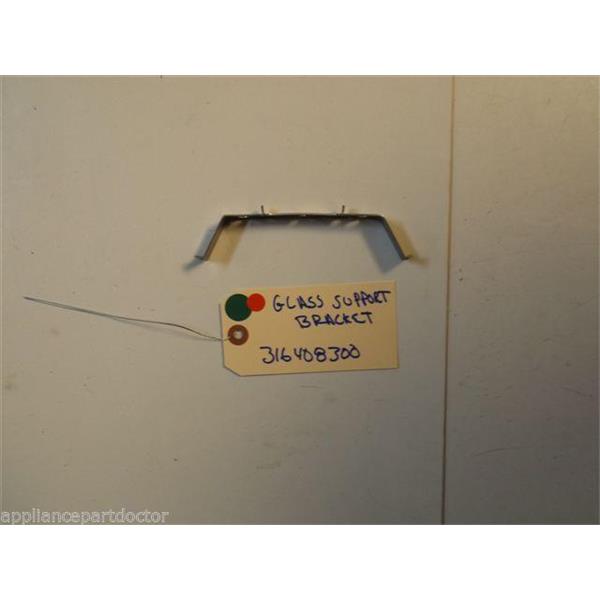 GLASS SUPPORT
BRACKET
316408300
appliancepartdoctor